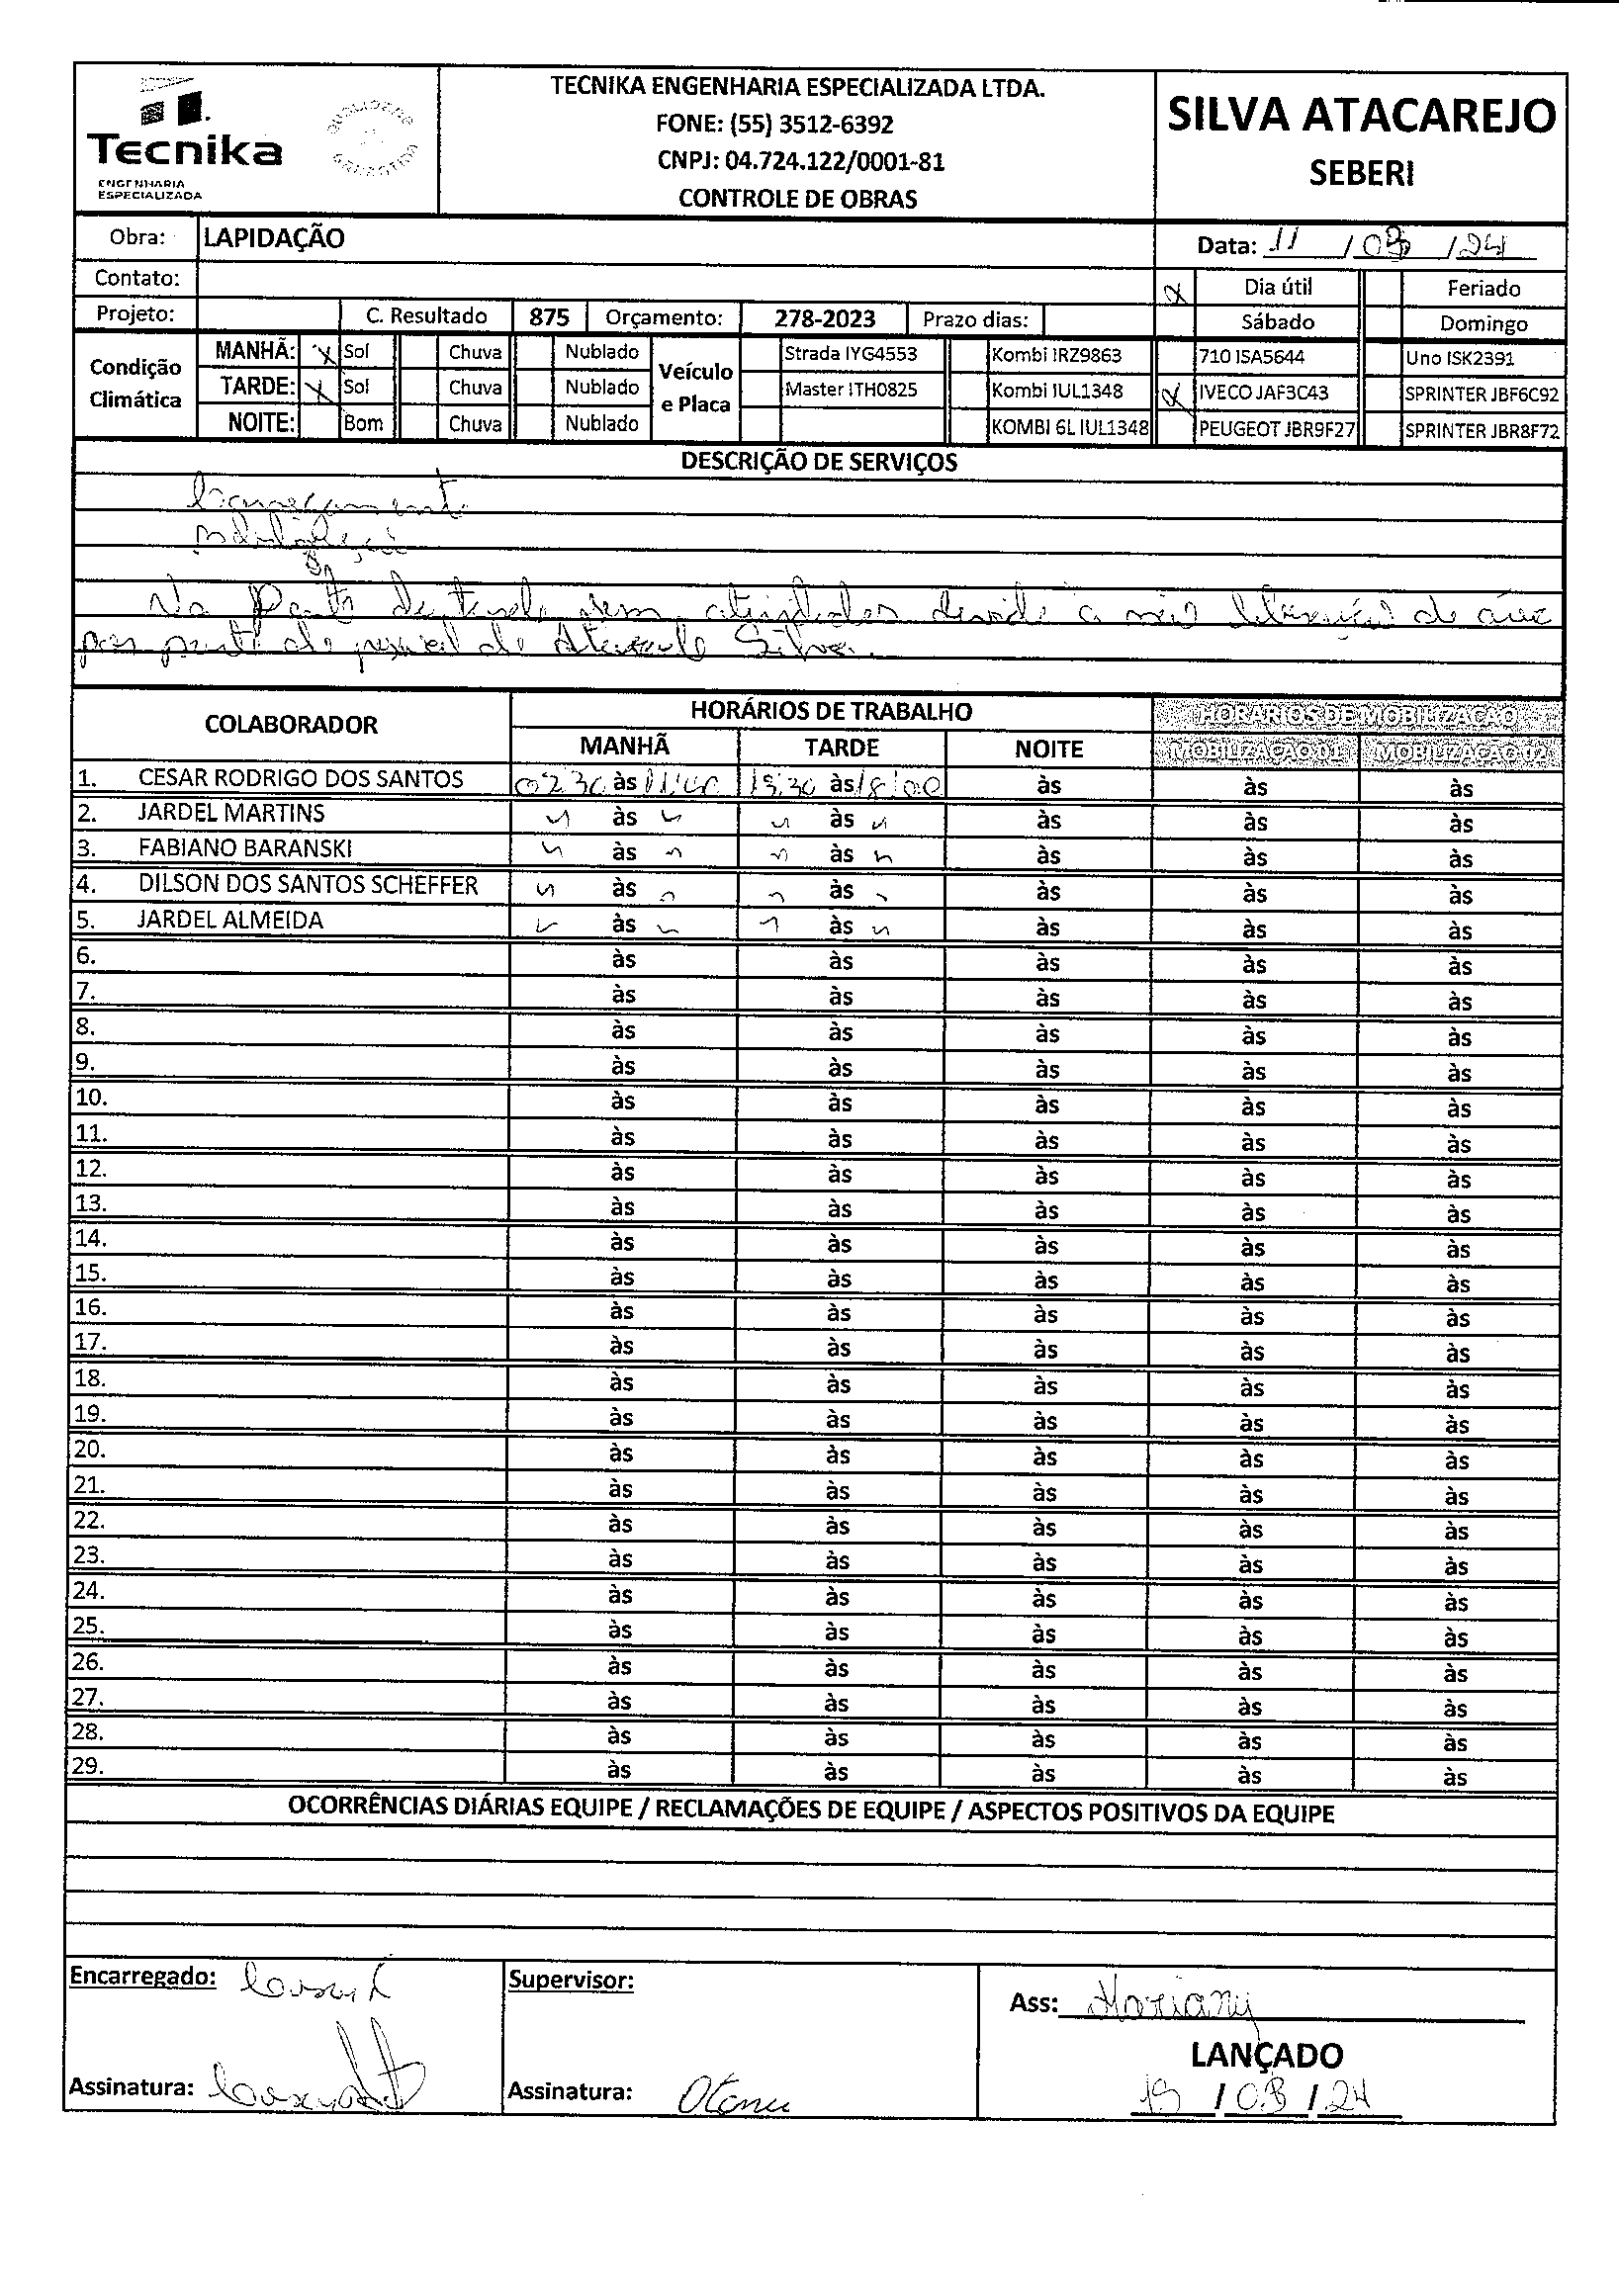 Tecnika
ENGENHARIA
ESPECIALIZADA
TECNIKA ENGENHARIA ESPECIALIZADA LTDA.
FONE: (55) 3512-6392
CNPJ: 04.724.122/0001-81
CONTROLE DE OBRAS
SILVA ATACAREJO
SEBERI
Obra: LAPIDAÇÃO
Data: 11 / 03 / 24
Contato:
X Dia útil Feriado
Projeto: C. Resultado 875 Orçamento: 278-2023 Prazo dias: Sábado Domingo
Condição Climática
MANHÃ: X Sol Chuva Nublado
TARDE: X Sol Chuva Nublado
NOITE: Bom Chuva Nublado
Veículo e Placa
Strada IYG4553 Kombi IRZ9863 710 ISA5644 Uno ISK2391
Master ITH0825 Kombi IUL1348 X IVECO JAF3C43 SPRINTER JBF6C92
KOMBI 6L IUL1348 PEUGEOT JBR9F27 SPRINTER JBR8F72
DESCRIÇÃO DE SERVIÇOS
Carregamento
Mobilização
Na Parte da tarde sem atividades devido a não liberação de área
por parte do pessoal do Silva.
COLABORADOR HORÁRIOS DE TRABALHO HORÁRIOS DE MOBILIZAÇÃO
MANHÃ TARDE NOITE MOBILIZAÇÃO 01 MOBILIZAÇÃO 02
1. CESAR RODRIGO DOS SANTOS 07:30 às 11:40 13:30 às 18:00 às às às
2. JARDEL MARTINS às às às às às
3. FABIANO BARANSKI às às às às às
4. DILSON DOS SANTOS SCHEFFER às às às às às
5. JARDEL ALMEIDA às às às às às
6. às às às às às
7. às às às às às
8. às às às às às
9. às às às às às
10. às às às às às
11. às às às às às
12. às às às às às
13. às às às às às
14. às às às às às
15. às às às às às
16. às às às às às
17. às às às às às
18. às às às às às
19. às às às às às
20. às às às às às
21. às às às às às
22. às às às às às
23. às às às às às
24. às às às às às
25. às às às às às
26. às às às às às
27. às às às às às
28. às às às às às
29. às às às às às
OCORRÊNCIAS DIÁRIAS EQUIPE / RECLAMAÇÕES DE EQUIPE / ASPECTOS POSITIVOS DA EQUIPE
Encarregado:
Supervisor:
Ass: Mariany
LANÇADO
Assinatura:
Assinatura:
19 / 03 / 24